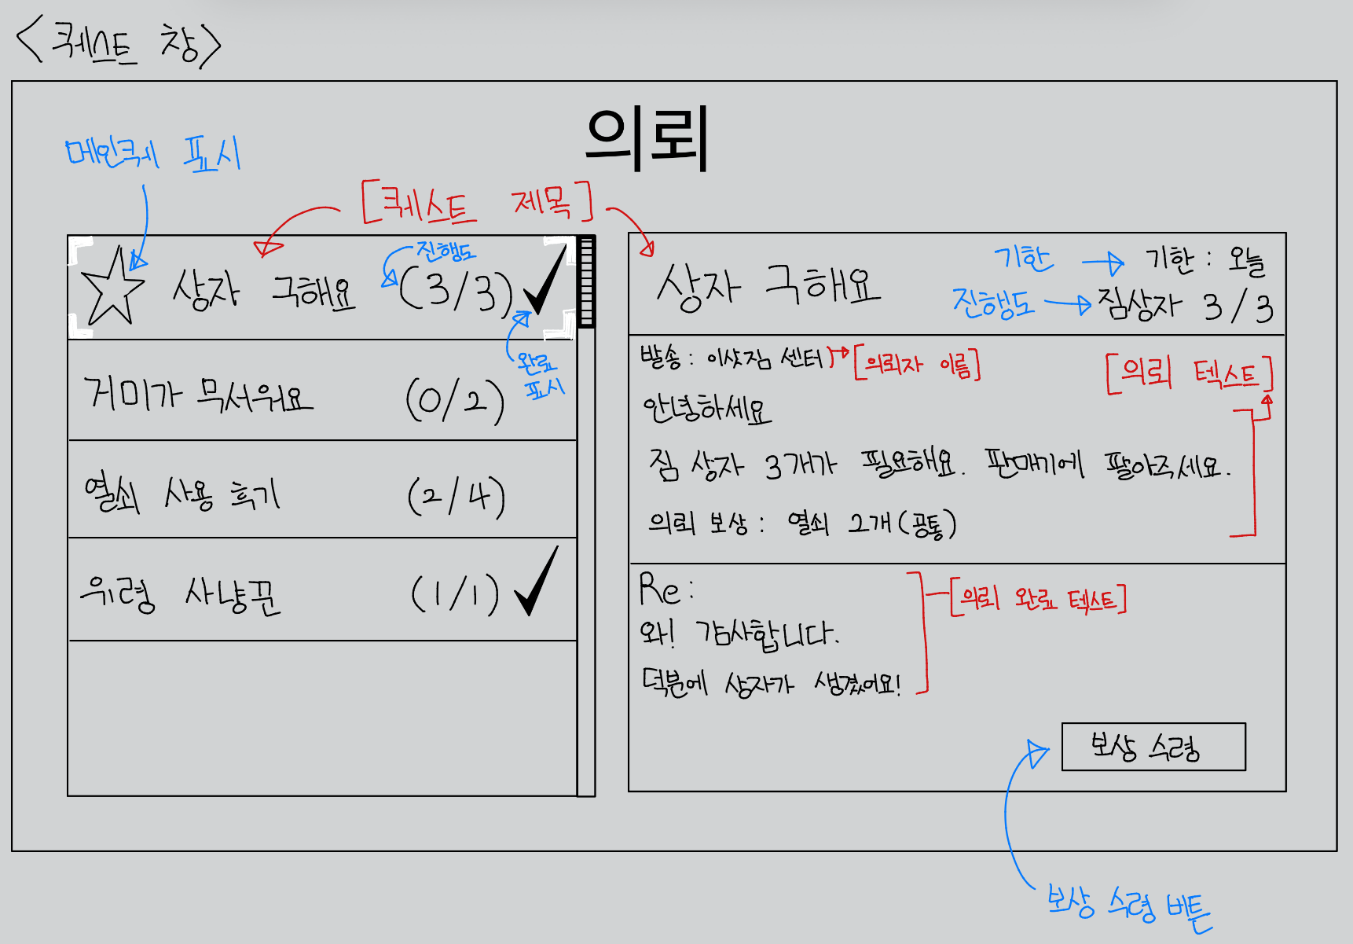 <퀘스트 창>
의뢰
메인퀘 표시
[퀘스트 제목]
진행도
상자 구해요 (3/3)
완료
표시
거미가 무서워요 (0/2)
열쇠 사용 후기 (2/4)
유령 사냥꾼 (1/1)
상자 구해요
기한 → 기한 : 오늘
진행도 → 짐상자 3/3
발송 : 이삿짐 센터 → [의뢰자 이름]
[의뢰 텍스트]
안녕하세요
짐 상자 3개가 필요해요. 판매기에 팔아주세요.
의뢰 보상 : 열쇠 2개(공통)
Re :
[의뢰 완료 텍스트]
와! 감사합니다.
덕분에 상자가 생겼어요!
보상 수령
보상 수령 버튼